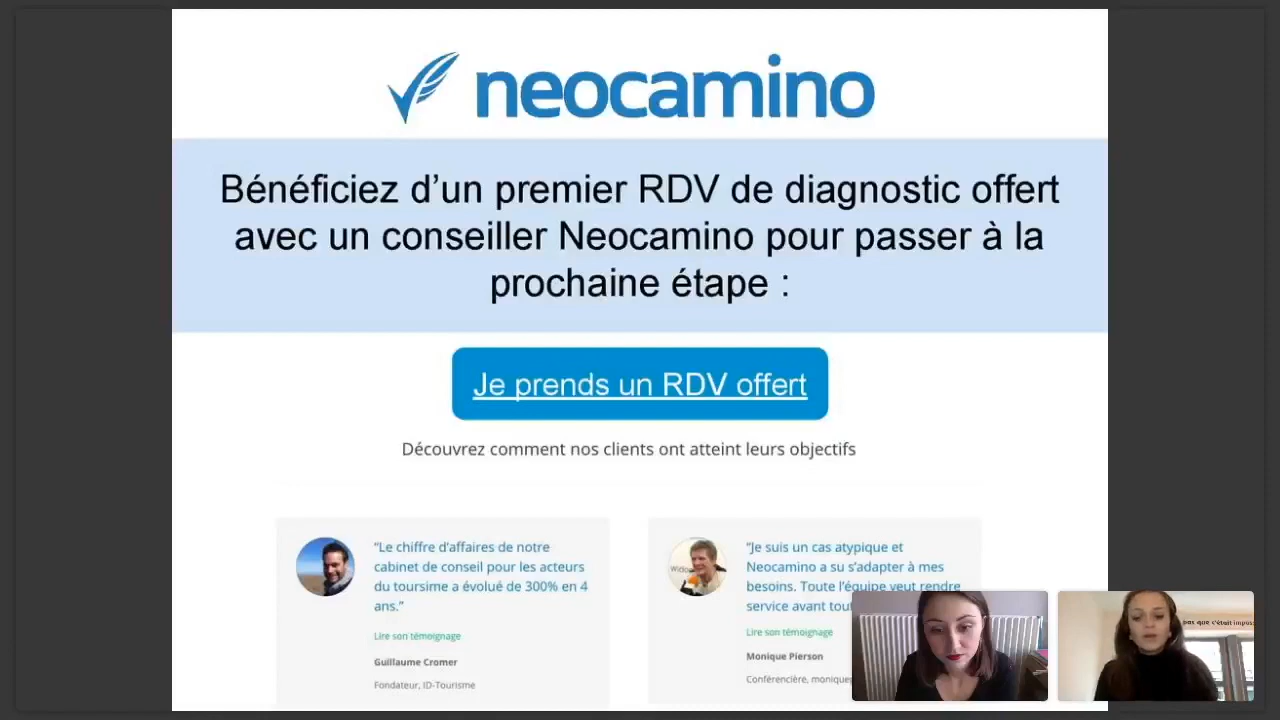 neocamino
Bénéficiez d’un premier RDV de diagnostic offert
avec un conseiller Neocamino pour passer à la
prochaine étape :
Je prends un RDV offert
Découvrez comment nos clients ont atteint leurs objectifs
“Le chiffre d’affaires de notre
cabinet de conseil pour les acteurs
du toursime a évolué de 300% en 4
ans.”
Lire son témoignage
Guillaume Cromer
Fondateur, ID-Tourisme
“Je suis un cas atypique et
Neocamino a su s’adapter à mes
besoins. Toute l’équipe veut rendre
service avant tout
Lire son témoignage
Monique Pierson
Conférencière,
pas que c'était